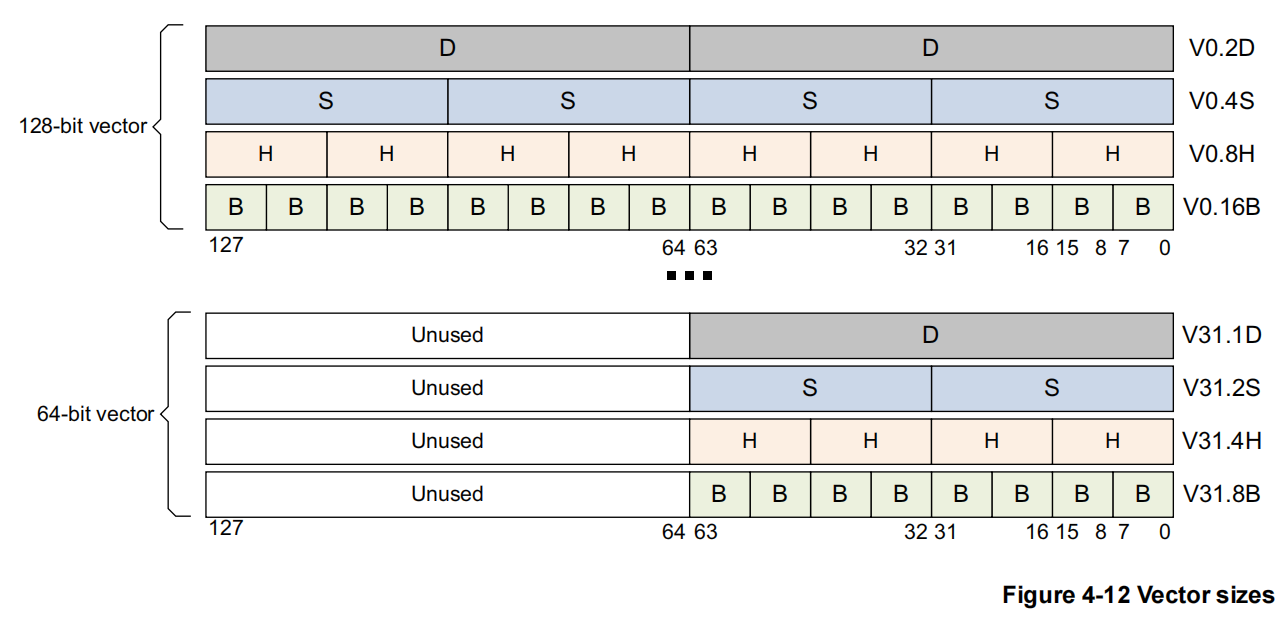 D D V0.2D
S S S S V0.4S
128-bit vector
H H H H H H H H V0.8H
B B B B B B B B B B B B B B B B V0.16B
127 64 63 32 31 16 15 8 7 0
Unused D V31.1D
Unused S S V31.2S
64-bit vector
Unused H H H H V31.4H
Unused B B B B B B B B V31.8B
127 64 63 32 31 16 15 8 7 0
Figure 4-12 Vector sizes